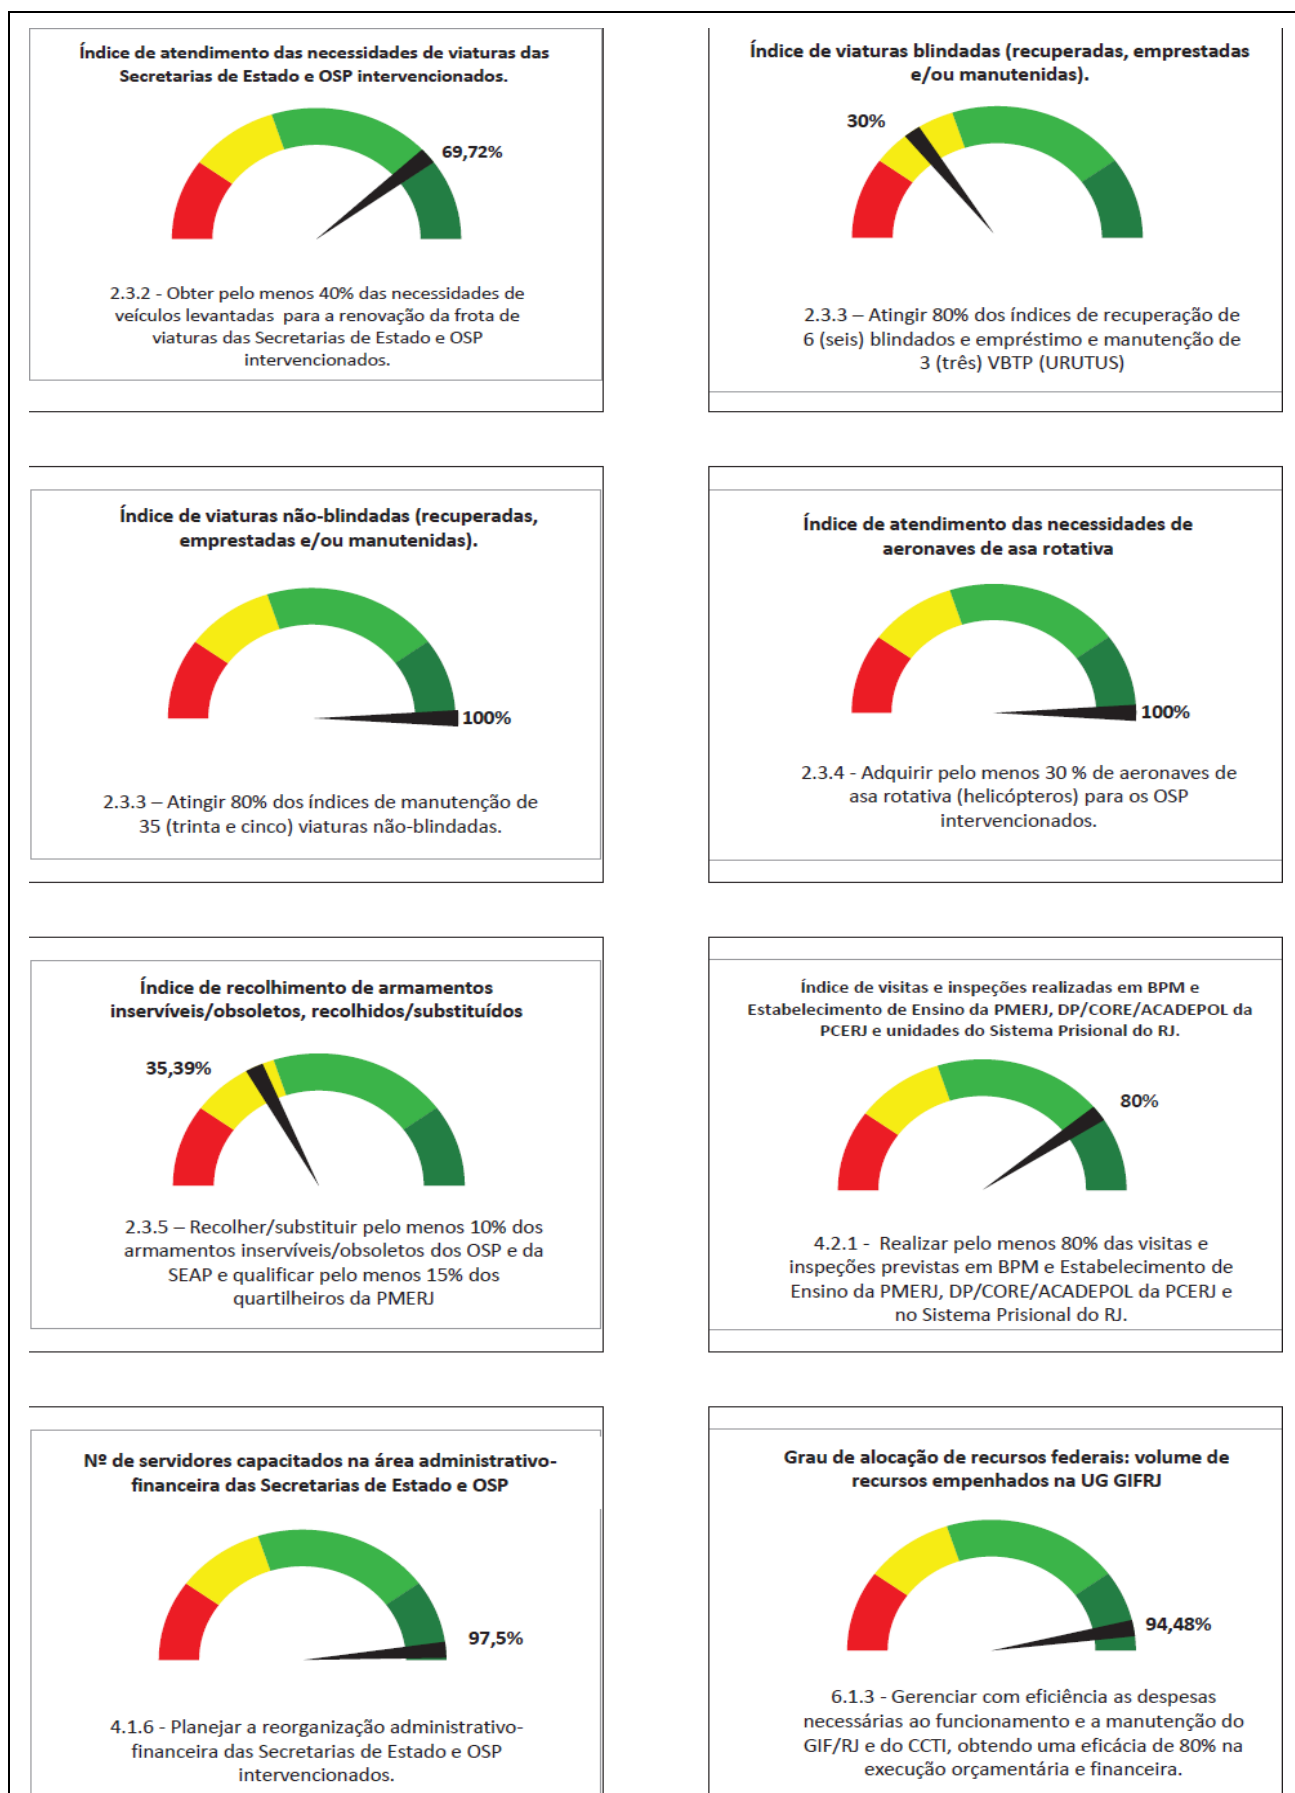 Índice de atendimento das necessidades de viaturas das
Secretarias de Estado e OSP intervencionados.
69,72%
2.3.2 - Obter pelo menos 40% das necessidades de
veículos levantadas para a renovação da frota de
viaturas das Secretarias de Estado e OSP
intervencionados.
Índice de viaturas blindadas (recuperadas, emprestadas
e/ou manutenidas).
30%
2.3.3 – Atingir 80% dos índices de recuperação de
6 (seis) blindados e empréstimo e manutenção de
3 (três) VBTP (URUTUS)
Índice de viaturas não-blindadas (recuperadas,
emprestadas e/ou manutenidas).
100%
2.3.3 – Atingir 80% dos índices de manutenção de
35 (trinta e cinco) viaturas não-blindadas.
Índice de atendimento das necessidades de
aeronaves de asa rotativa
100%
2.3.4 - Adquirir pelo menos 30 % de aeronaves de
asa rotativa (helicópteros) para os OSP
intervencionados.
Índice de recolhimento de armamentos
inservíveis/obsoletos, recolhidos/substituídos
35,39%
2.3.5 – Recolher/substituir pelo menos 10% dos
armamentos inservíveis/obsoletos dos OSP e da
SEAP e qualificar pelo menos 15% dos
quartilheiros da PMERJ
Índice de visitas e inspeções realizadas em BPM e
Estabelecimento de Ensino da PMERJ, DP/CORE/ACADEPOL da
PCERJ e unidades do Sistema Prisional do RJ.
80%
4.2.1 - Realizar pelo menos 80% das visitas e
inspeções previstas em BPM e Estabelecimento de
Ensino da PMERJ, DP/CORE/ACADEPOL da PCERJ e
no Sistema Prisional do RJ.
Nº de servidores capacitados na área administrativo-
financeira das Secretarias de Estado e OSP
97,5%
4.1.6 - Planejar a reorganização administrativo-
financeira das Secretarias de Estado e OSP
intervencionados.
Grau de alocação de recursos federais: volume de
recursos empenhados na UG GIFRJ
94,48%
6.1.3 - Gerenciar com eficiência as despesas
necessárias ao funcionamento e a manutenção do
GIF/RJ e do CCTI, obtendo uma eficácia de 80% na
execução orçamentária e financeira.